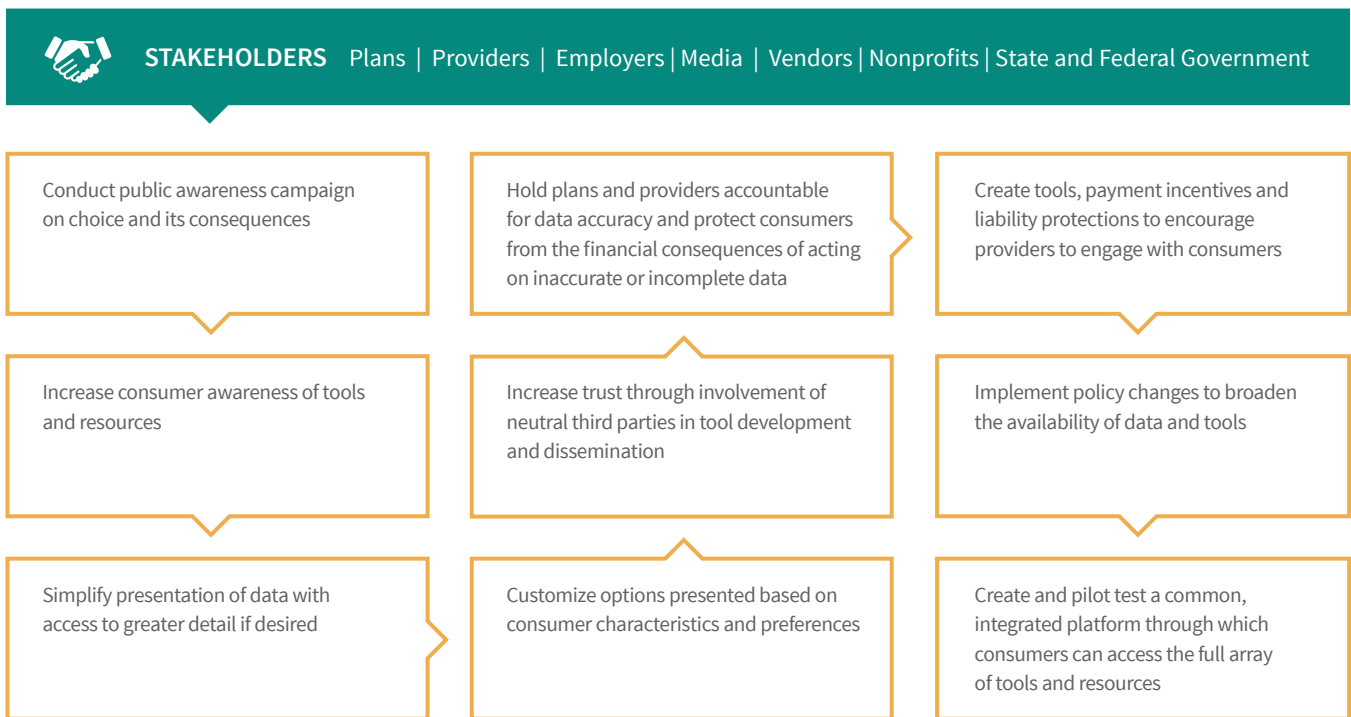 STAKEHOLDERS Plans | Providers | Employers | Media | Vendors | Nonprofits | State and Federal Government
Conduct public awareness campaign
on choice and its consequences
Increase consumer awareness of tools
and resources
Simplify presentation of data with
access to greater detail if desired
Customize options presented based on
consumer characteristics and preferences
Increase trust through involvement of
neutral third parties in tool development
and dissemination
Hold plans and providers accountable
for data accuracy and protect consumers
from the financial consequences of acting
on inaccurate or incomplete data
Create tools, payment incentives and
liability protections to encourage
providers to engage with consumers
Implement policy changes to broaden
the availability of data and tools
Create and pilot test a common,
integrated platform through which
consumers can access the full array
of tools and resources